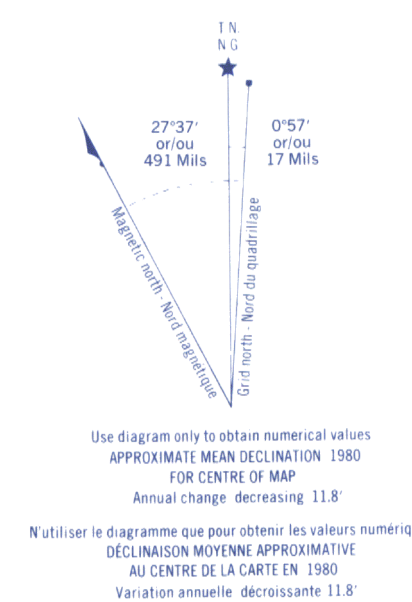 T N.
N G
27°37′
or/ou
491 Mils
0°57′
or/ou
17 Mils
Magnetic north - Nord magnétique
Grid north - Nord du quadrillage
Use diagram only to obtain numerical values
APPROXIMATE MEAN DECLINATION 1980
FOR CENTRE OF MAP
Annual change decreasing 11.8′
N'utiliser le diagramme que pour obtenir les valeurs numériq
DÉCLINAISON MOYENNE APPROXIMATIVE
AU CENTRE DE LA CARTE EN 1980
Variation annuelle décroissante 11.8′